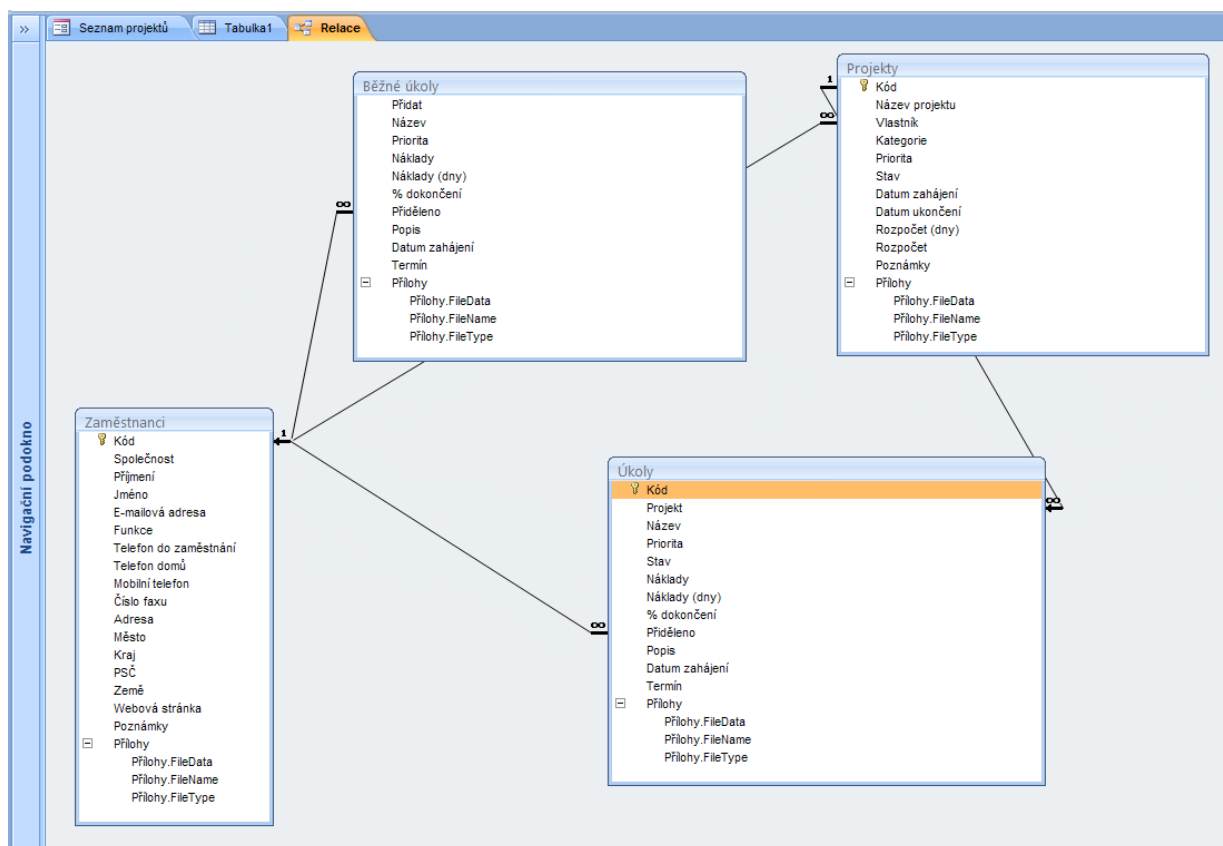 »
Seznam projektů
Tabulka1
Relace
Navigační podokno
Běžné úkoly
Přidat
Název
Priorita
Náklady
Náklady (dny)
% dokončení
Přiděleno
Popis
Datum zahájení
Termín
Přílohy
Přílohy.FileData
Přílohy.FileName
Přílohy.FileType
∞
Projekty
Kód
Název projektu
Vlastník
Kategorie
Priorita
Stav
Datum zahájení
Datum ukončení
Rozpočet (dny)
Rozpočet
Poznámky
Přílohy
Přílohy.FileData
Přílohy.FileName
Přílohy.FileType
1
∞
Zaměstnanci
Kód
Společnost
Příjmení
Jméno
E-mailová adresa
Funkce
Telefon do zaměstnání
Telefon domů
Mobilní telefon
Číslo faxu
Adresa
Město
Kraj
PSČ
Země
Webová stránka
Poznámky
Přílohy
Přílohy.FileData
Přílohy.FileName
Přílohy.FileType
1
Úkoly
Kód
Projekt
Název
Priorita
Stav
Náklady
Náklady (dny)
% dokončení
Přiděleno
Popis
Datum zahájení
Termín
Přílohy
Přílohy.FileData
Přílohy.FileName
Přílohy.FileType
∞
∞